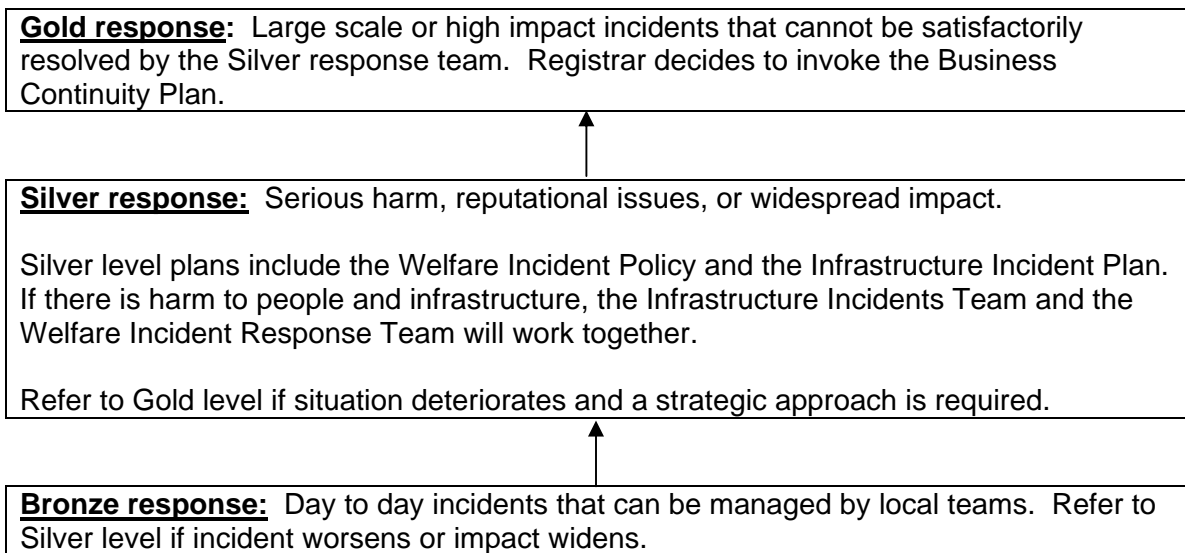 Gold response: Large scale or high impact incidents that cannot be satisfactorily
resolved by the Silver response team. Registrar decides to invoke the Business
Continuity Plan.
Silver response: Serious harm, reputational issues, or widespread impact.
Silver level plans include the Welfare Incident Policy and the Infrastructure Incident Plan.
If there is harm to people and infrastructure, the Infrastructure Incidents Team and the
Welfare Incident Response Team will work together.
Refer to Gold level if situation deteriorates and a strategic approach is required.
Bronze response: Day to day incidents that can be managed by local teams. Refer to
Silver level if incident worsens or impact widens.